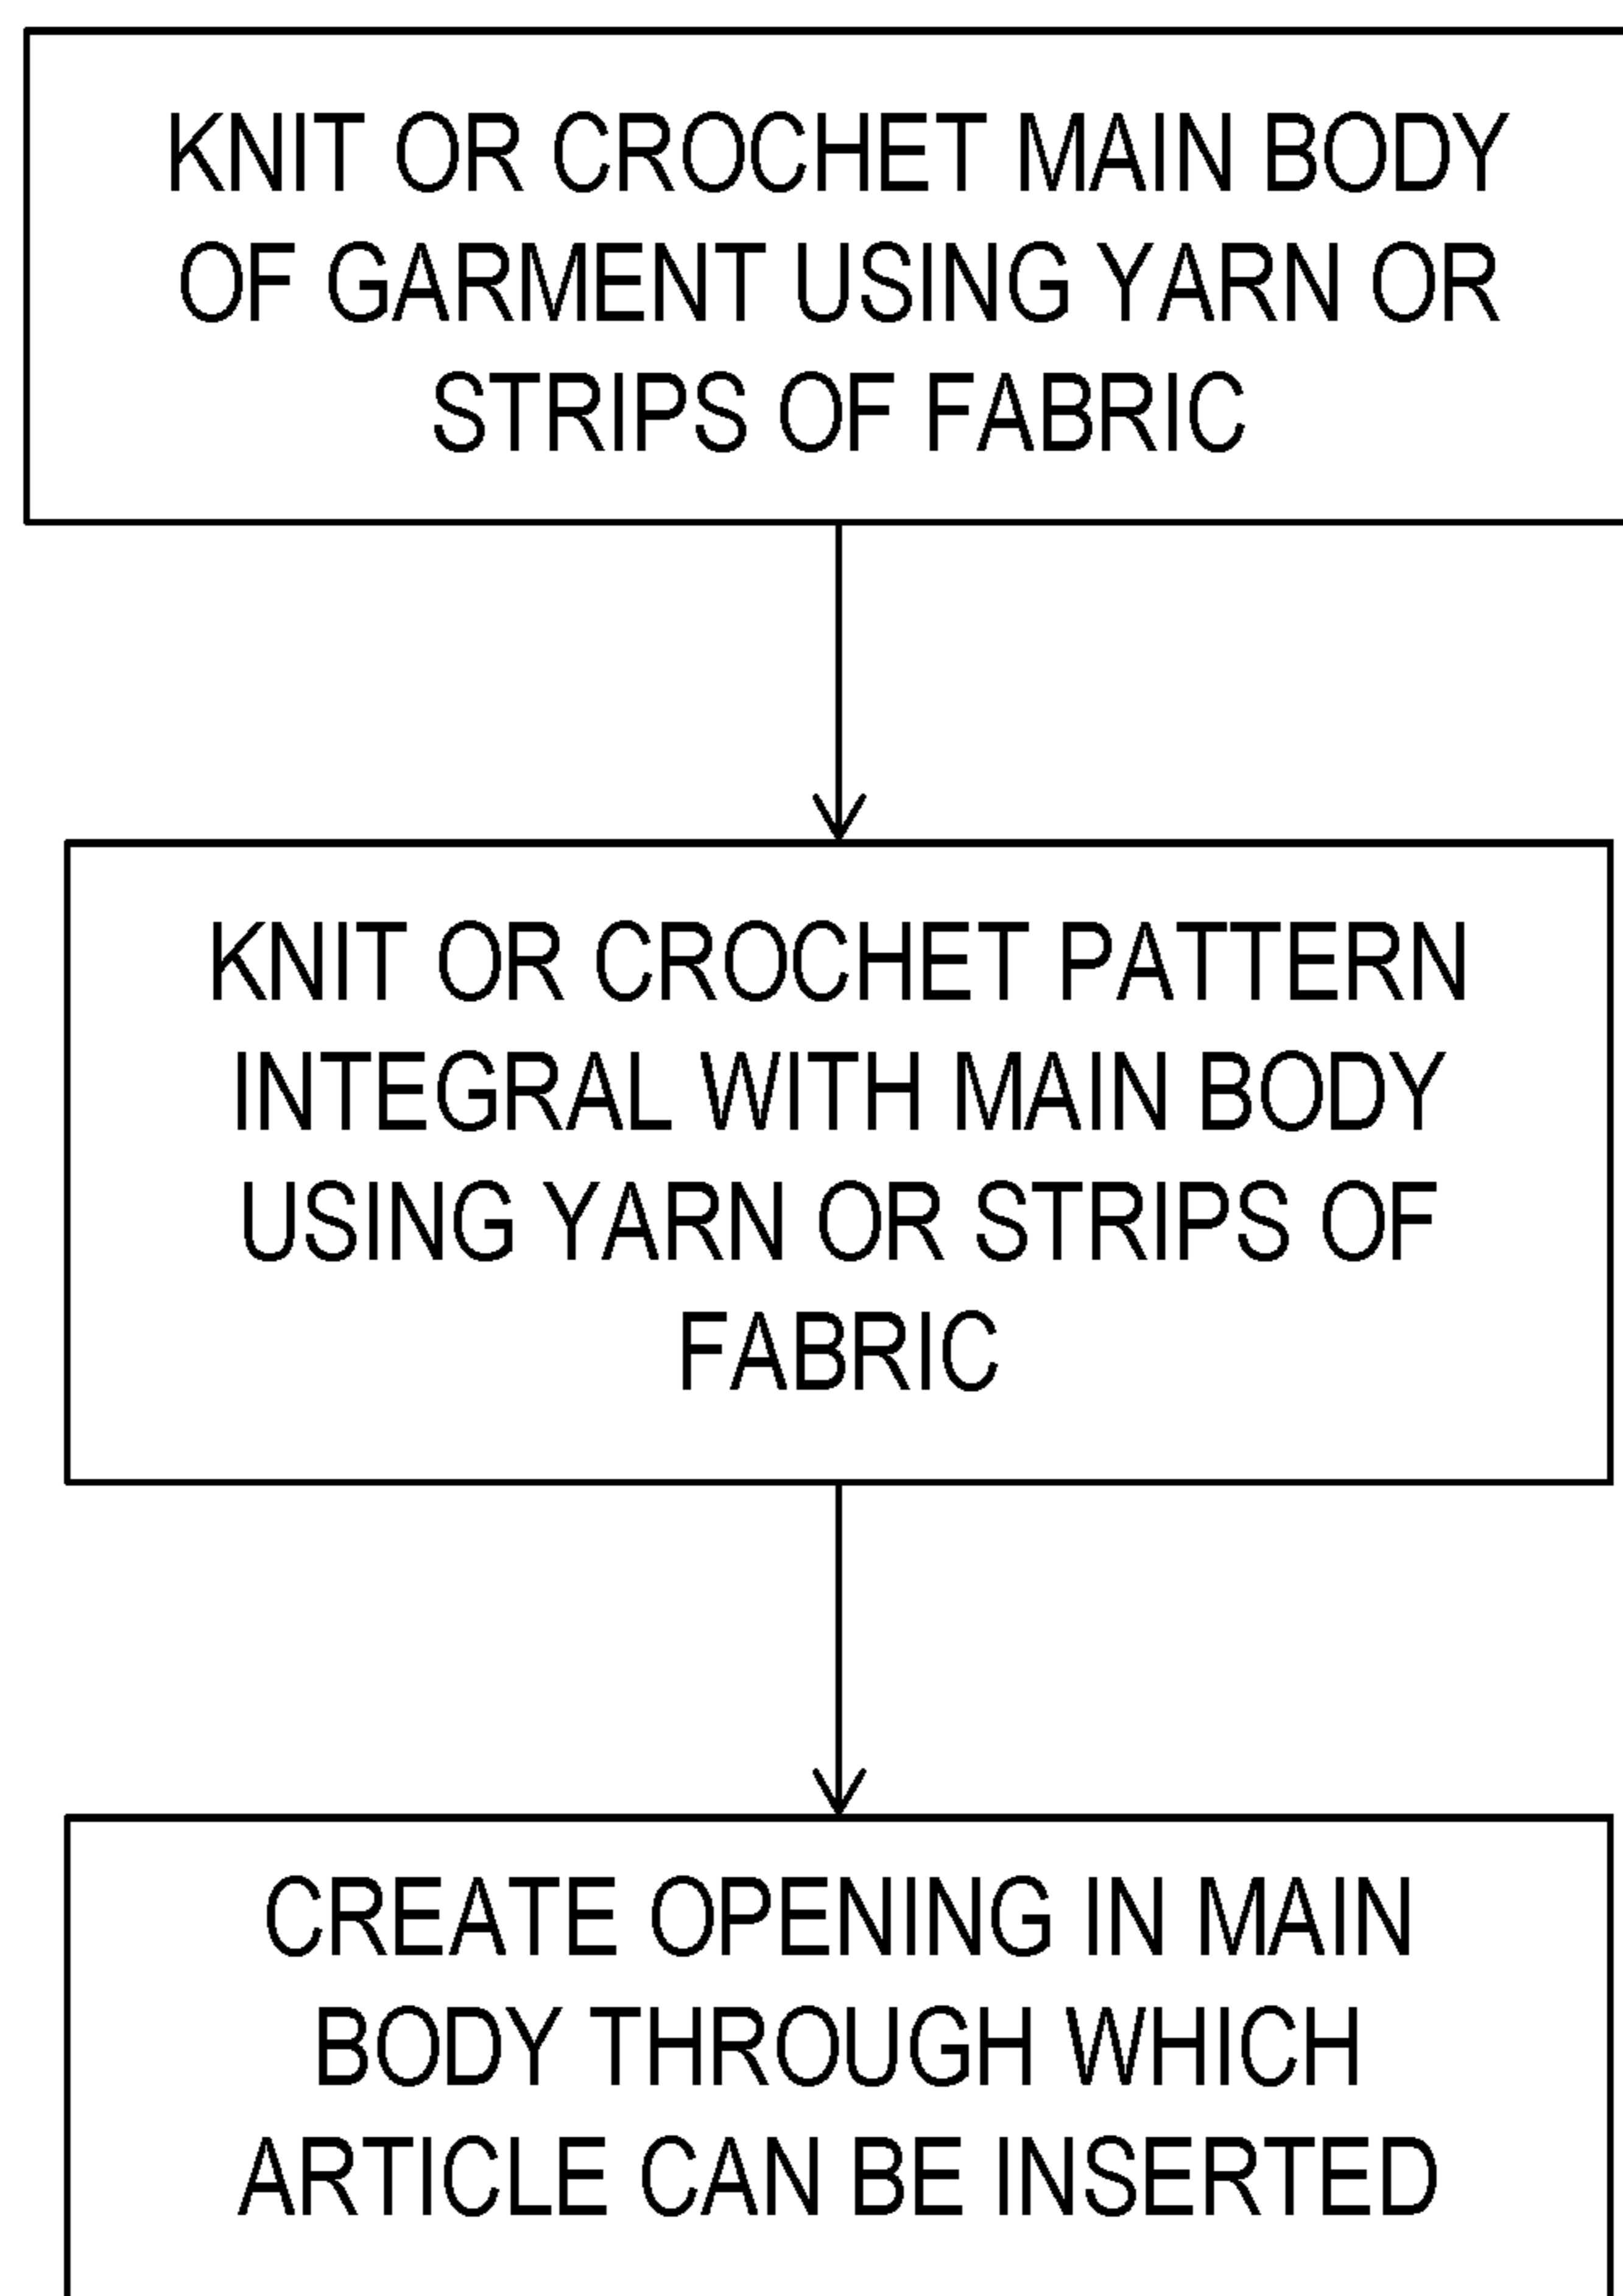 KNIT OR CROCHET MAIN BODY
OF GARMENT USING YARN OR
STRIPS OF FABRIC
KNIT OR CROCHET PATTERN
INTEGRAL WITH MAIN BODY
USING YARN OR STRIPS OF
FABRIC
CREATE OPENING IN MAIN
BODY THROUGH WHICH
ARTICLE CAN BE INSERTED